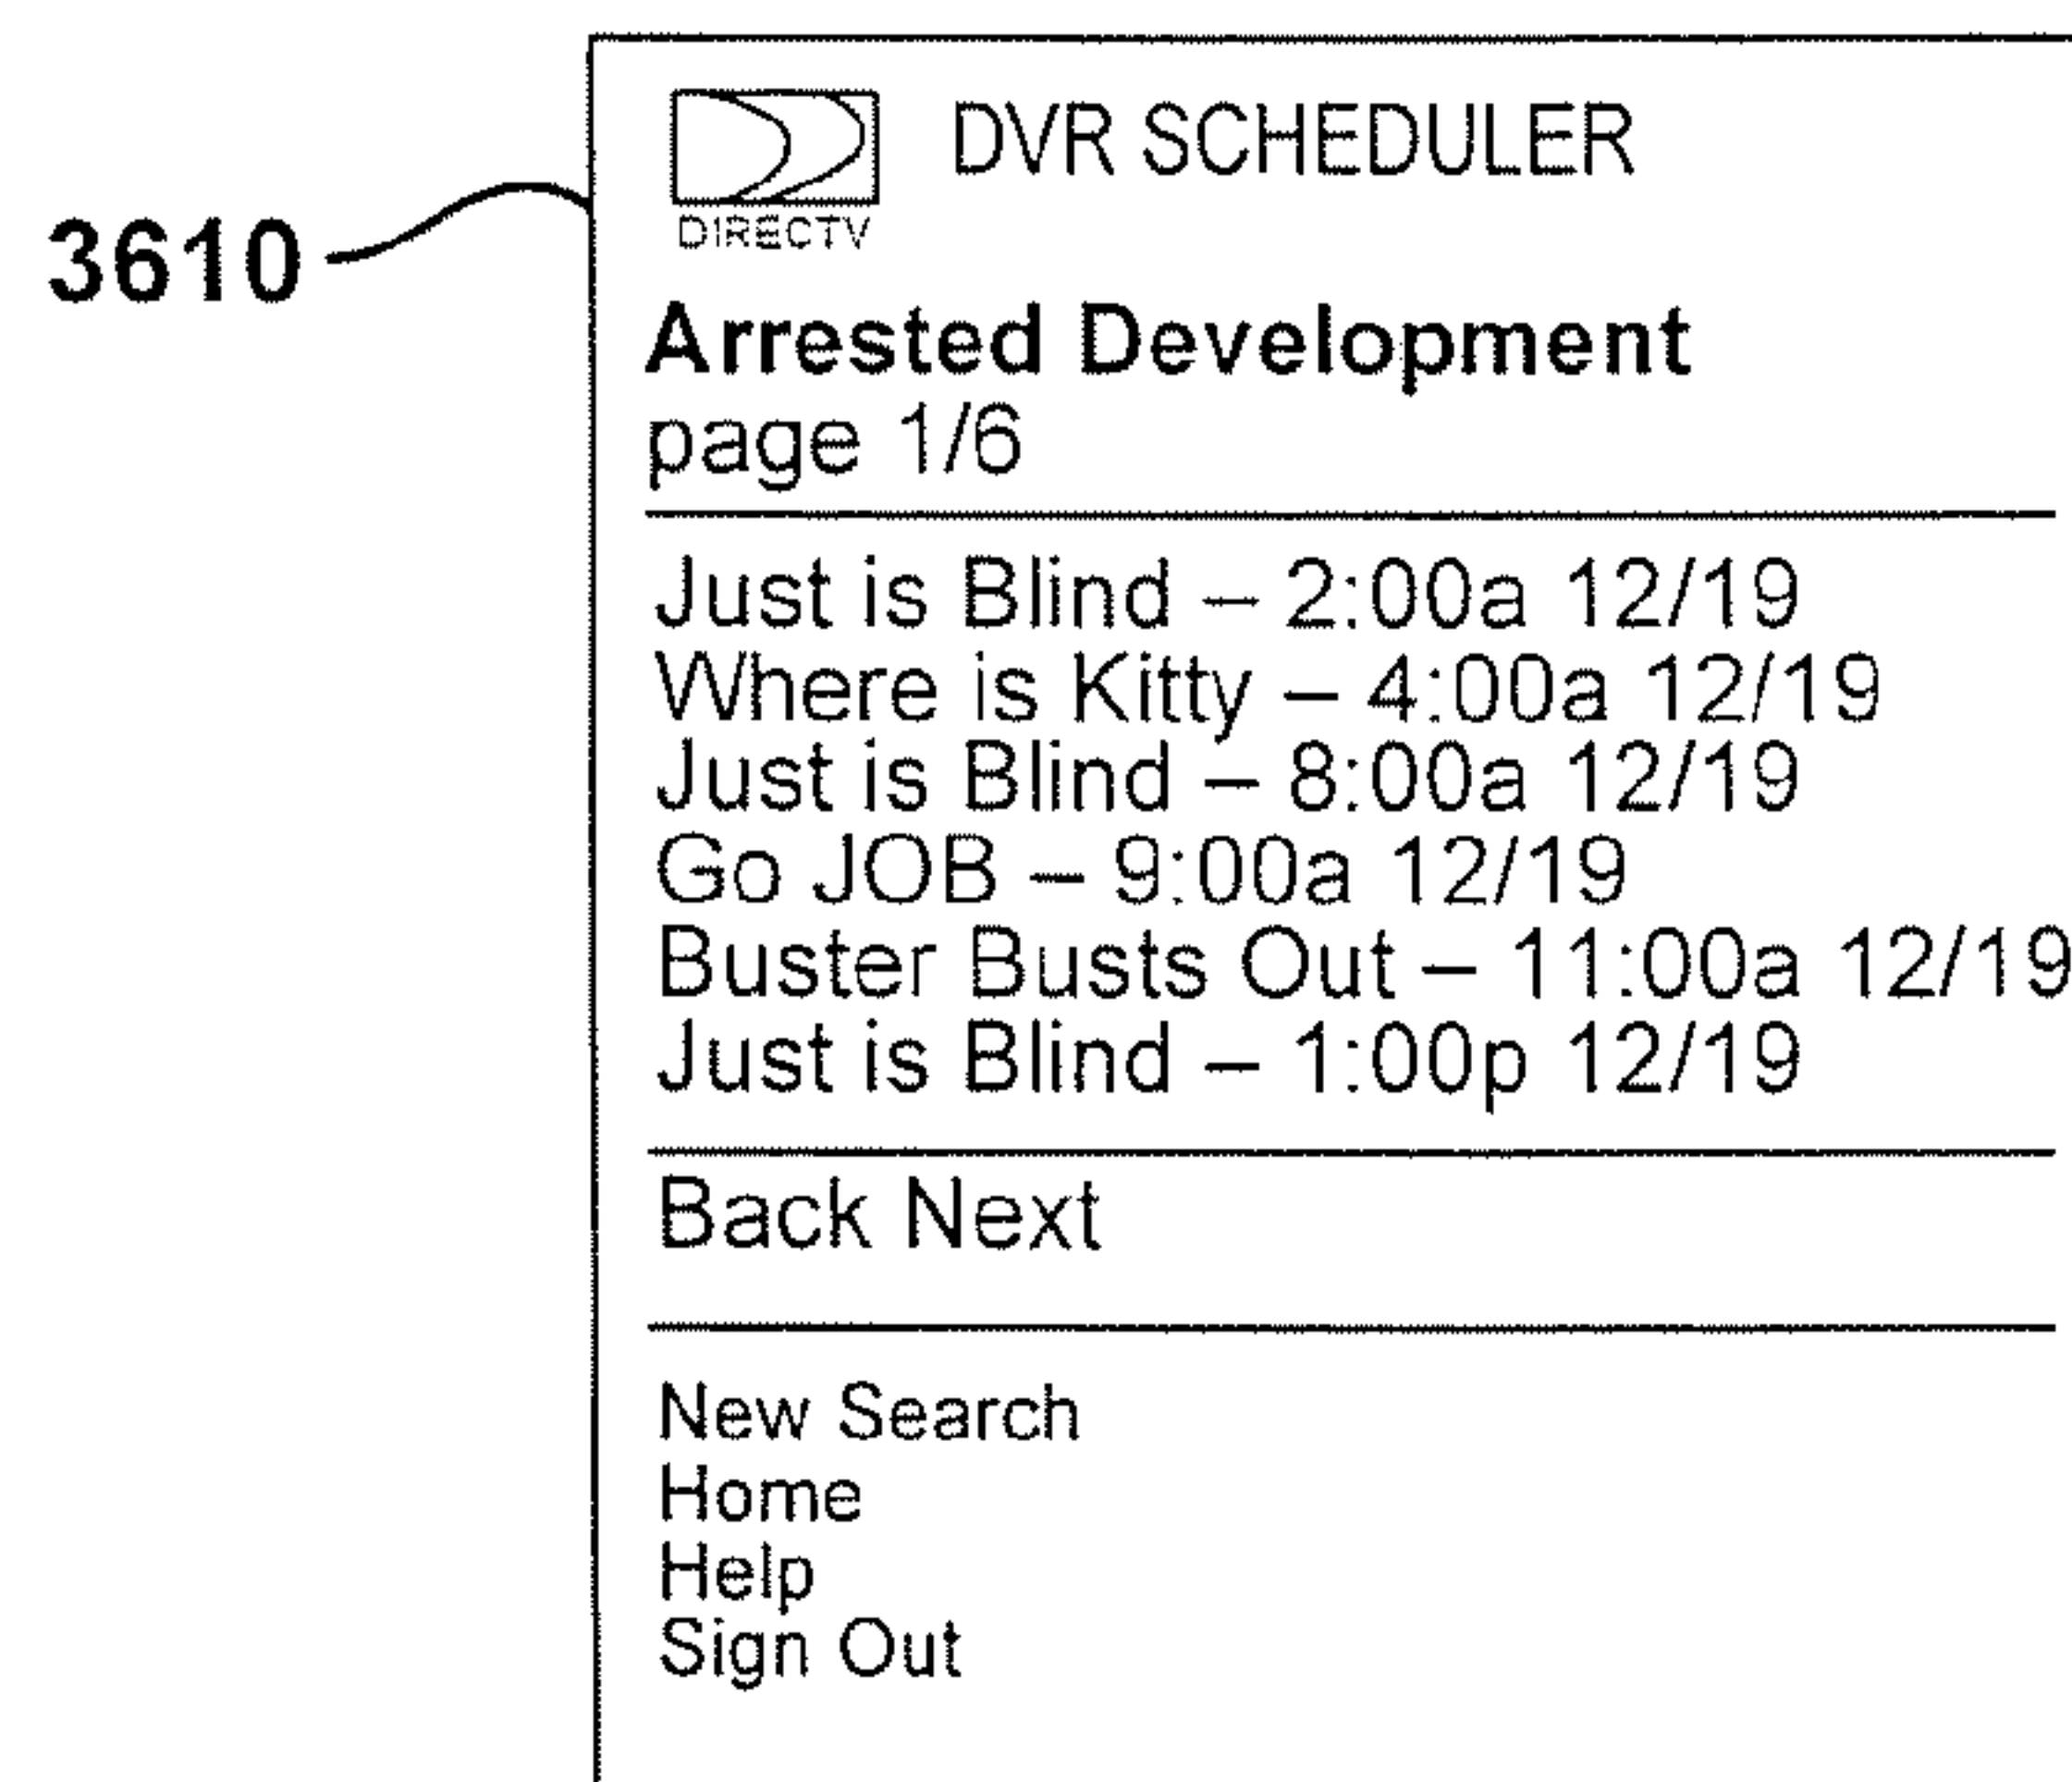 3610
DVR SCHEDULER
DIRECTV
Arrested Development
page 1/6
Just is Blind – 2:00a 12/19
Where is Kitty – 4:00a 12/19
Just is Blind – 8:00a 12/19
Go JOB – 9:00a 12/19
Buster Busts Out – 11:00a 12/19
Just is Blind – 1:00p 12/19
Back Next
New Search
Home
Help
Sign Out